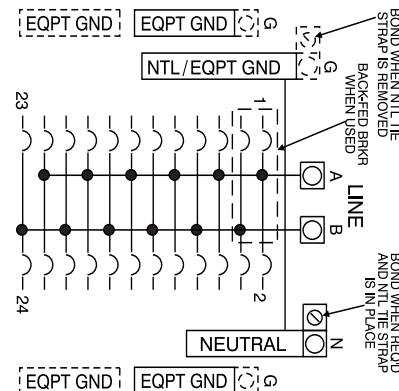 EQPT GND
EQPT GND
G
BOND WHEN NTL TIE
STRAP IS REMOVED
NTL/EQPT GND
G
BACK-FED BRKR
WHEN USED
23
1
A
LINE
B
24
2
BOND WHEN REQ'D
AND NTL TIE STRAP
IS IN PLACE
NEUTRAL
N
EQPT GND
EQPT GND
G